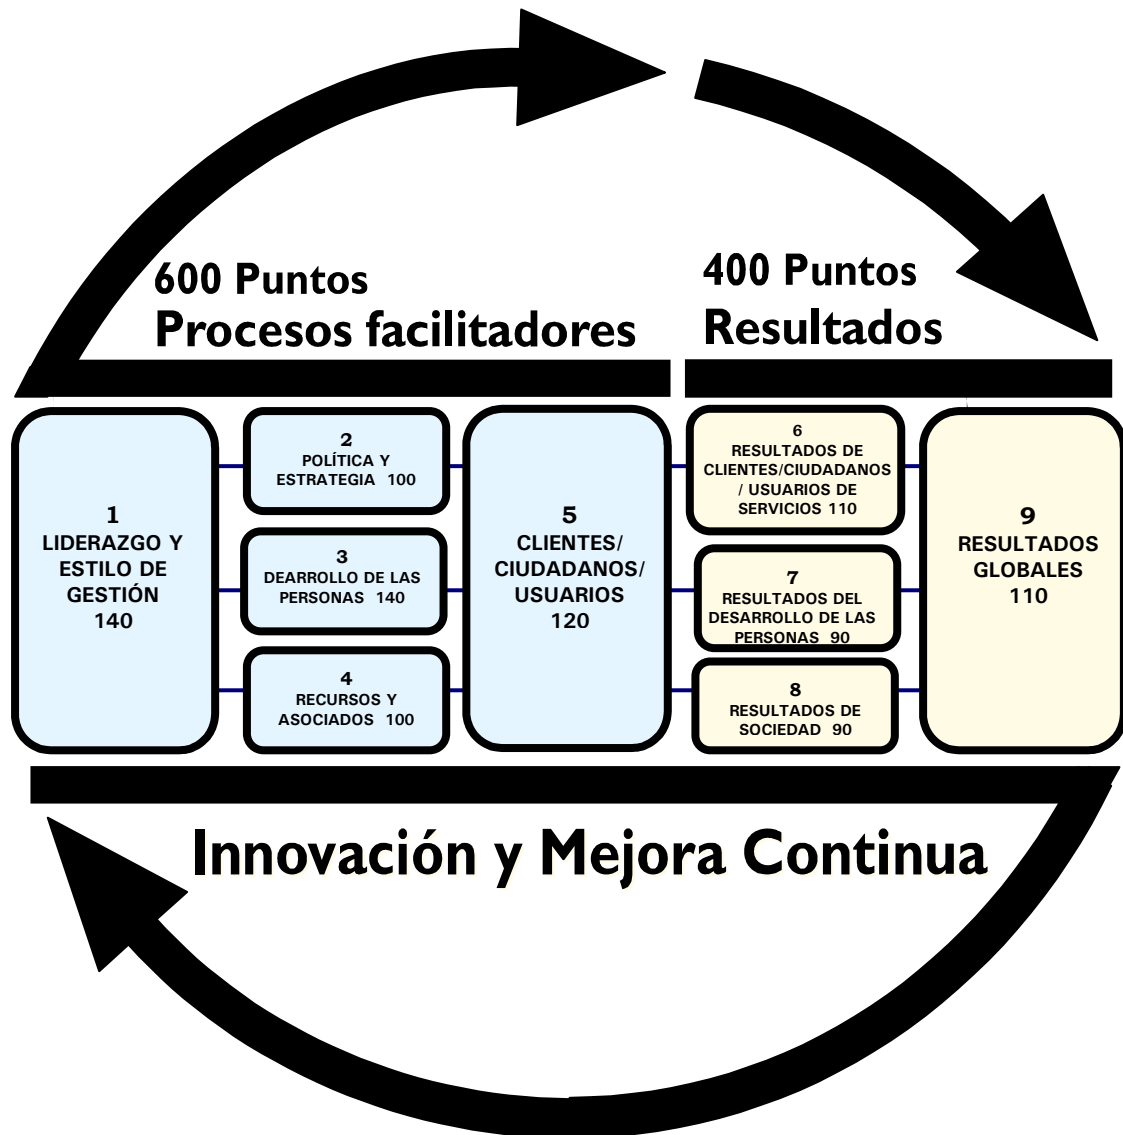 600 Puntos
Procesos facilitadores
400 Puntos
Resultados
1
LIDERAZGO Y
ESTILO DE
GESTIÓN
140
2
POLÍTICA Y
ESTRATEGIA 100
3
DEARROLLO DE LAS
PERSONAS 140
4
RECURSOS Y
ASOCIADOS 100
5
CLIENTES/
CIUDADANOS/
USUARIOS
120
6
RESULTADOS DE
CLIENTES/CIUDADANOS
/ USUARIOS DE
SERVICIOS 110
7
RESULTADOS DEL
DESARROLLO DE LAS
PERSONAS 90
8
RESULTADOS DE
SOCIEDAD 90
9
RESULTADOS
GLOBALES
110
Innovación y Mejora Continua